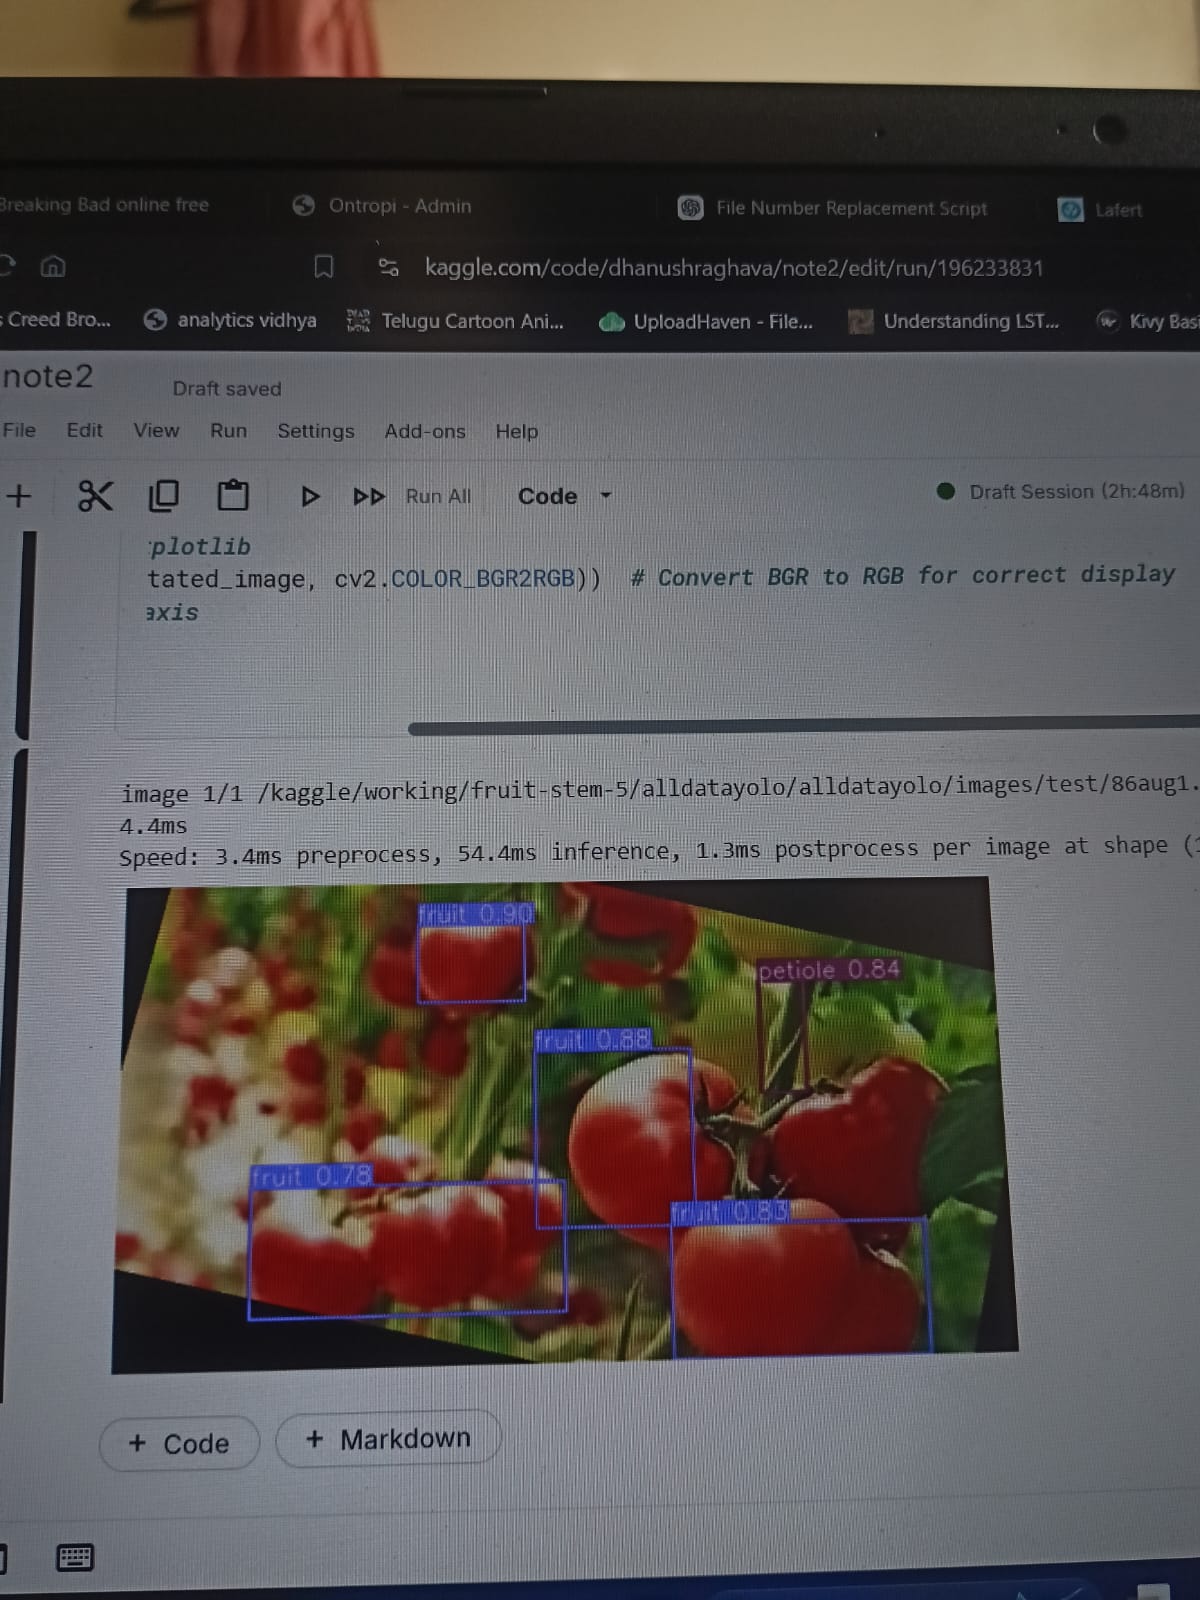 Breaking Bad online free
Ontropi - Admin
File Number Replacement Script
Lafert
kaggle.com/code/dhanushraghava/note2/edit/run/196233831
s Creed Bro...
analytics vidhya
Telugu Cartoon Ani...
UploadHaven - File...
Understanding LST...
Kivy Basi
note2
Draft saved
File Edit View Run Settings Add-ons Help
Run All
Code
Draft Session (2h:48m)
plotlib
tated_image, cv2.COLOR_BGR2RGB)) # Convert BGR to RGB for correct display
axis
image 1/1 /kaggle/working/fruit-stem-5/alldatayolo/alldatayolo/images/test/86aug1.
4.4ms
Speed: 3.4ms preprocess, 54.4ms inference, 1.3ms postprocess per image at shape (1
fruit 0.90
petiole 0.84
fruit 0.88
fruit 0.78
fruit 0.83
+ Code
+ Markdown